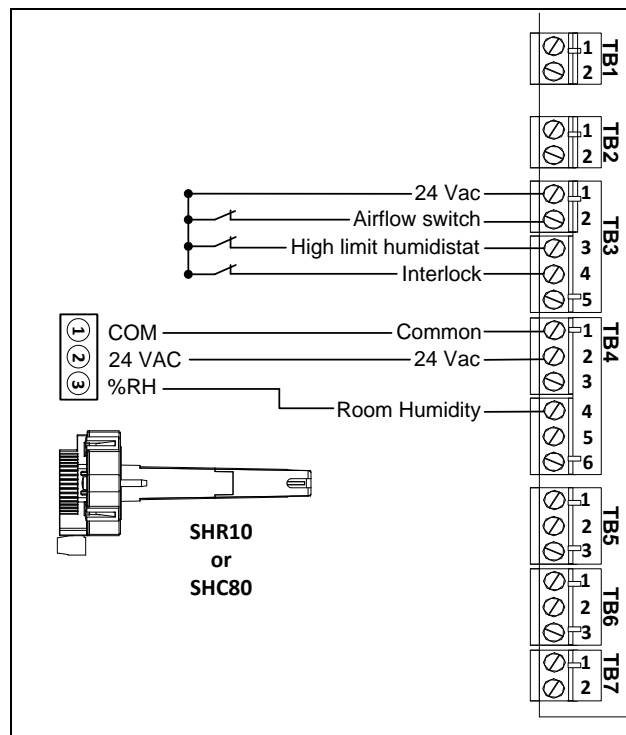 1
2
TB1
1
2
TB2
24 Vac 1
Airflow switch 2
High limit humidistat 3
Interlock 4
5
TB3
1 COM Common 1
2 24 VAC 24 Vac 2
3 %RH 3
Room Humidity 4
5
6
TB4
SHR10
or
SHC80
1
2
3
TB5
1
2
3
TB6
1
2
TB7